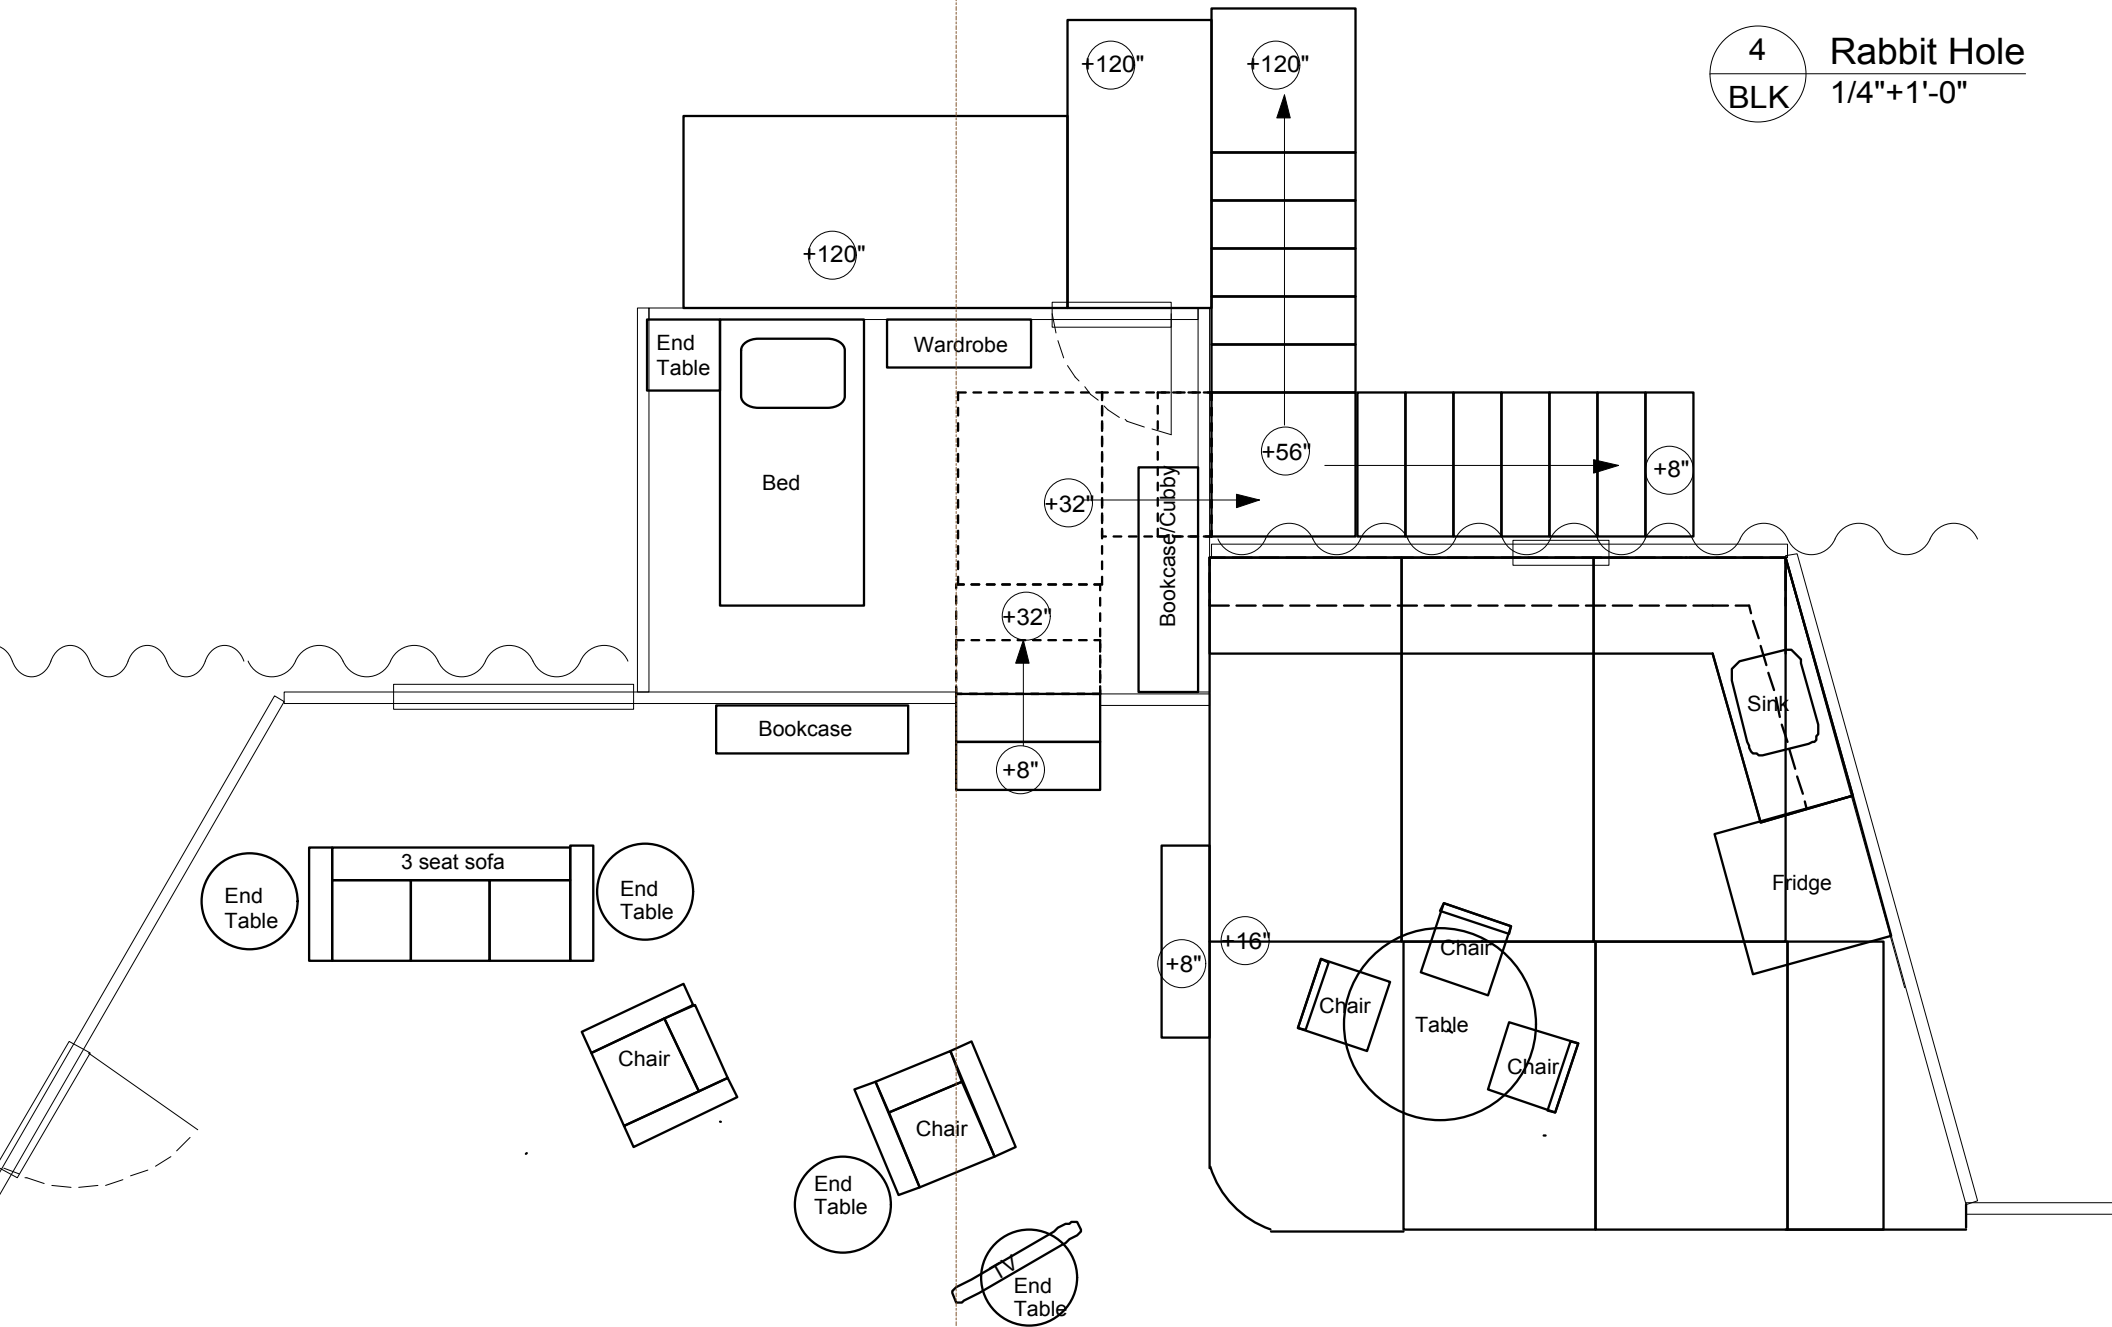 4
BLK
Rabbit Hole
1/4"+1'-0"
+120"
+120"
+120"
End
Table
Wardrobe
Bed
+56"
+8"
+32"
Bookcase/Cubby
+32"
Bookcase
+8"
Sink
3 seat sofa
End
Table
End
Table
Fridge
+16"
+8"
Chair
Chair
Table
Chair
Chair
Chair
End
Table
TV
End
Table